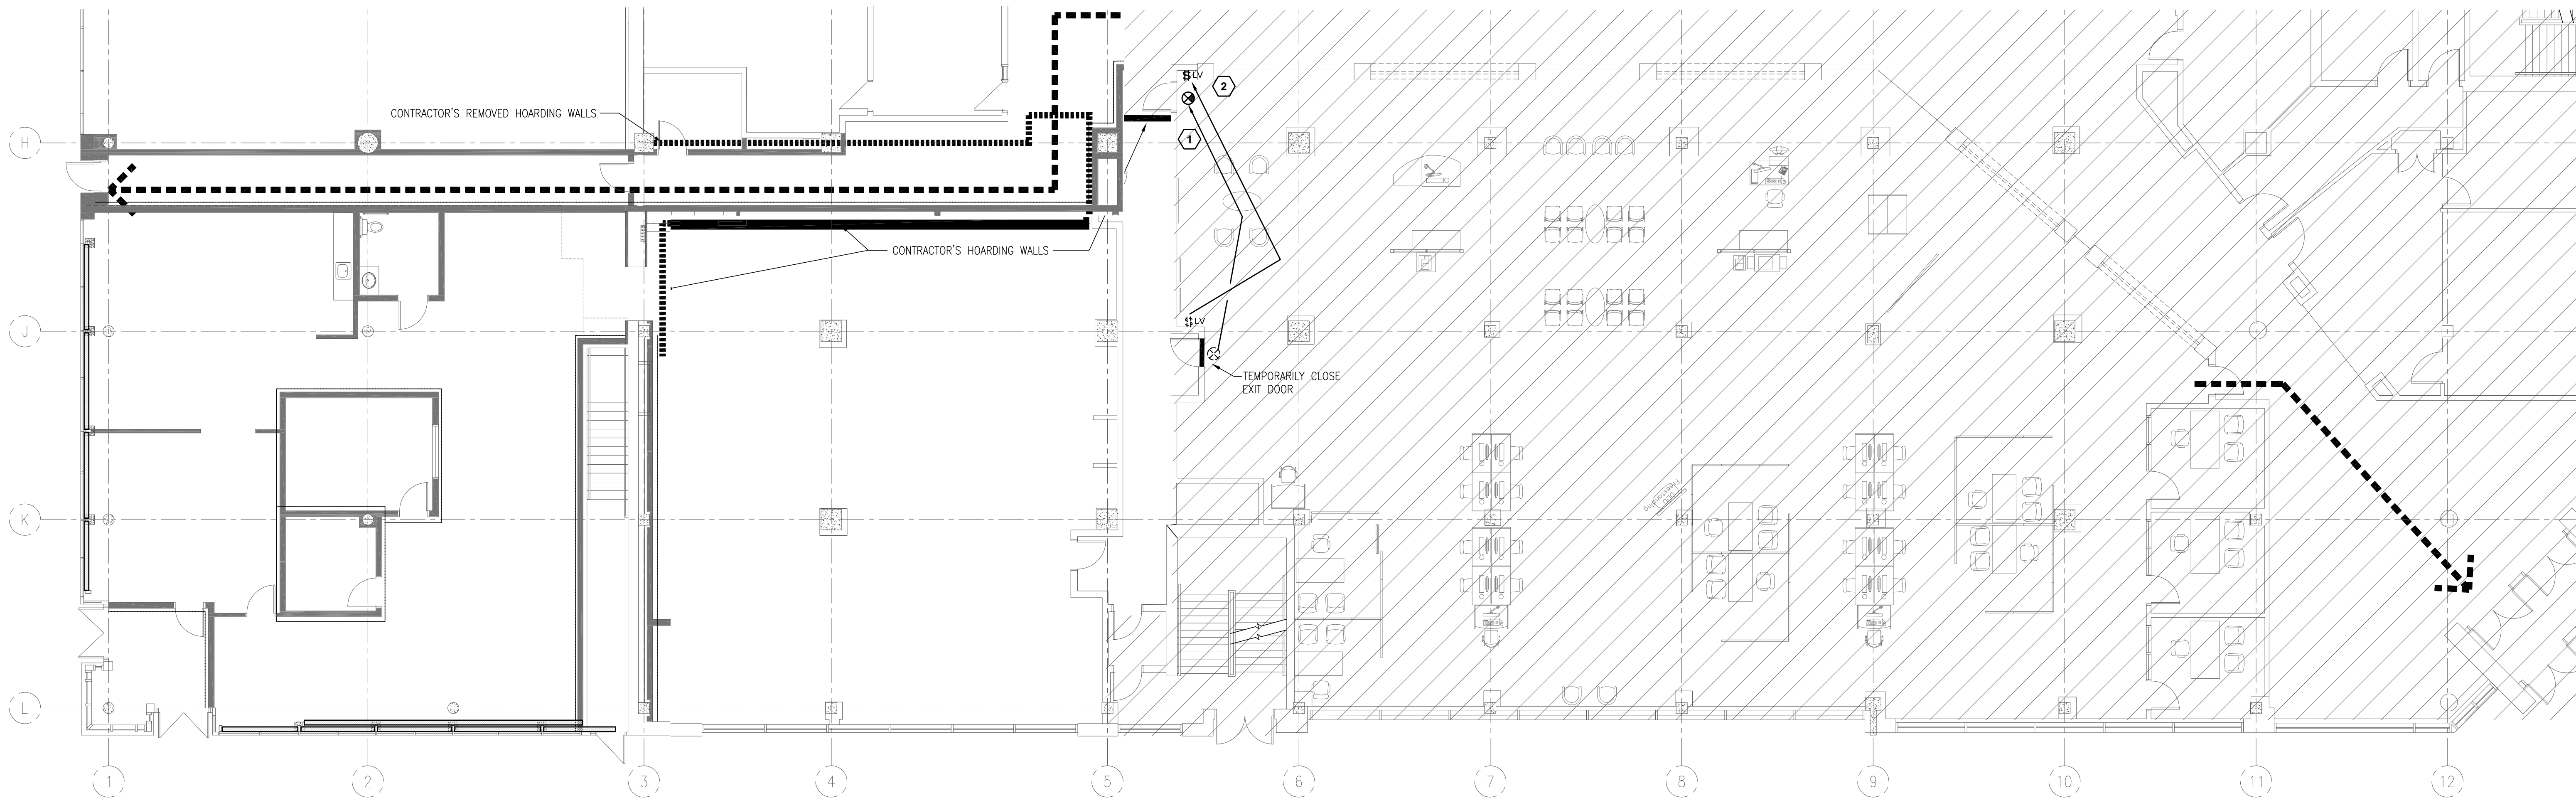 $LV
2
CONTRACTOR'S REMOVED HOARDING WALLS
H
1
CONTRACTOR'S HOARDING WALLS
J
$LV
TEMPORARILY CLOSE
EXIT DOOR
K
L
1
2
3
4
5
6
7
8
9
10
11
12